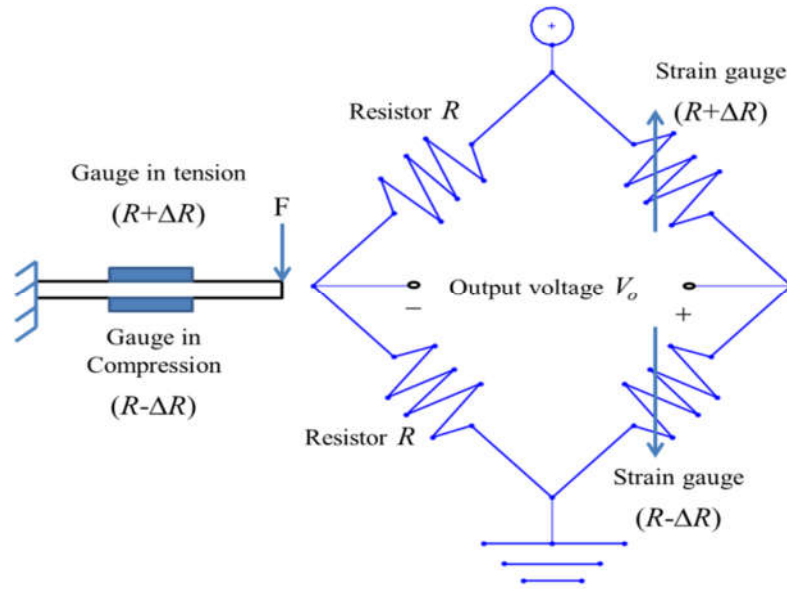 +
Strain gauge
(R+ΔR)
Resistor R
Gauge in tension
(R+ΔR)
F
Output voltage Vₒ
−
+
Gauge in
Compression
(R-ΔR)
Resistor R
Strain gauge
(R-ΔR)